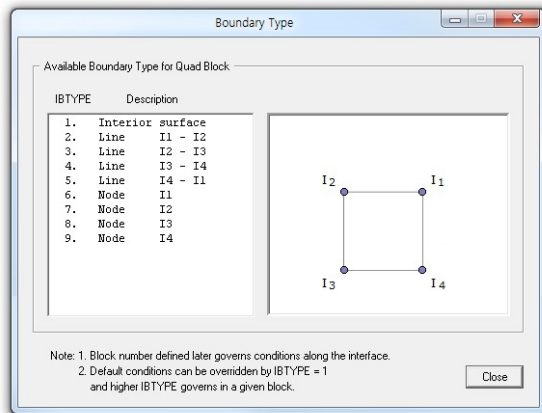 Boundary Type
Available Boundary Type for Quad Block
IBTYPE Description
1. Interior surface
2. Line I1 - I2
3. Line I2 - I3
4. Line I3 - I4
5. Line I4 - I1
6. Node I1
7. Node I2
8. Node I3
9. Node I4
I2 I1
I3 I4
Note: 1. Block number defined later governs conditions along the interface.
2. Default conditions can be overridden by IBTYPE = 1
and higher IBTYPE governs in a given block.
Close